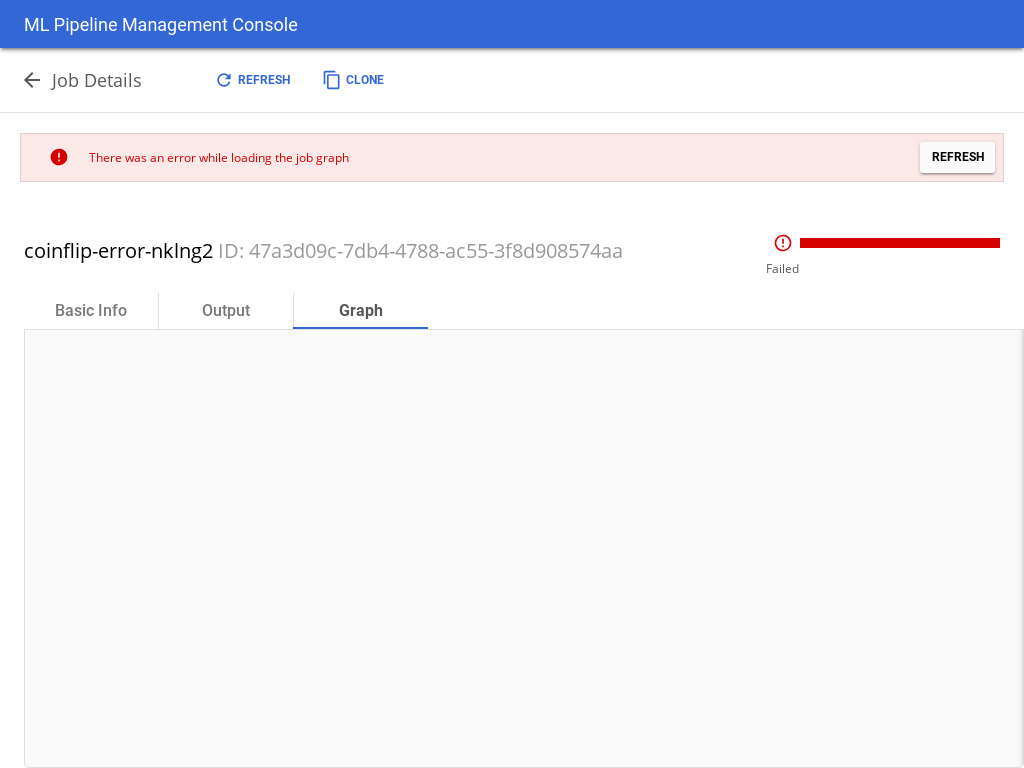 ML Pipeline Management Console
Job Details
REFRESH
CLONE
There was an error while loading the job graph
REFRESH
coinflip-error-nklng2 ID: 47a3d09c-7db4-4788-ac55-3f8d908574aa
Failed
Basic Info
Output
Graph